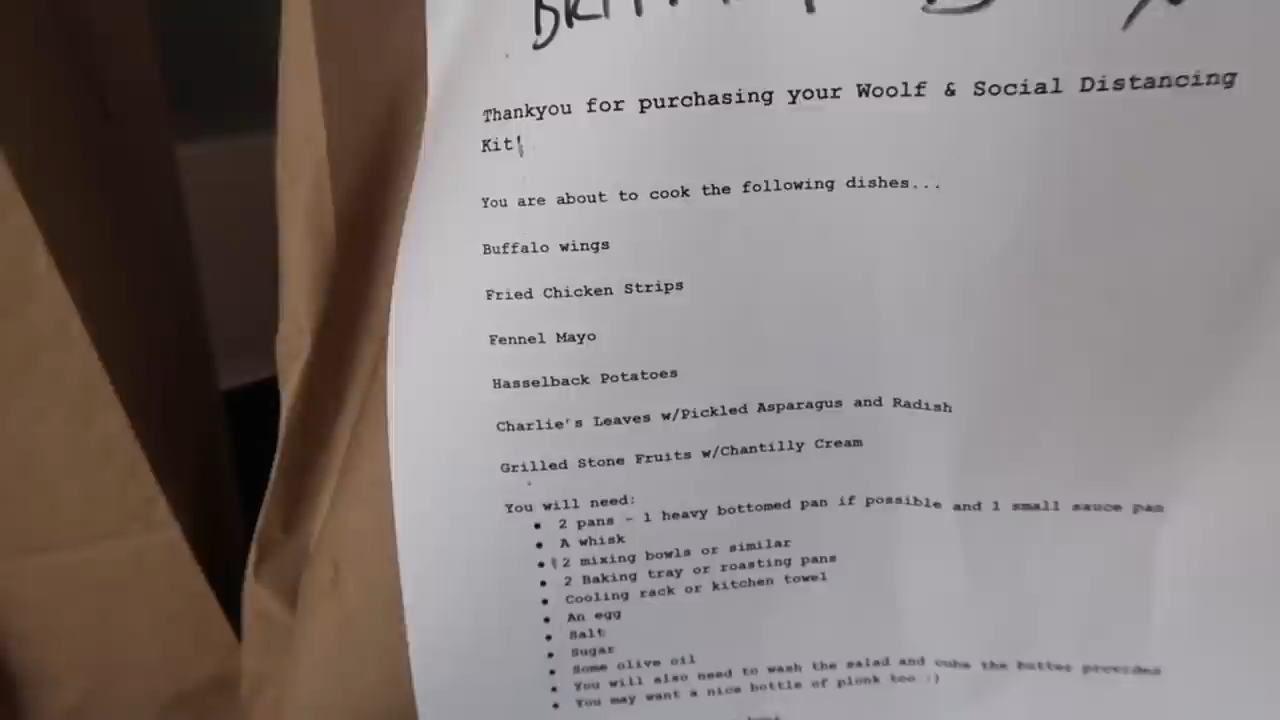 Thankyou for purchasing your Woolf & Social Distancing
Kit!
You are about to cook the following dishes...
Buffalo wings
Fried Chicken Strips
Fennel Mayo
Hasselback Potatoes
Charlie's Leaves w/Pickled Asparagus and Radish
Grilled Stone Fruits w/Chantilly Cream
You will need:
• 2 pans - 1 heavy bottomed pan if possible and 1 small sauce pan
• A whisk
• 2 mixing bowls or similar
• 2 Baking tray or roasting pans
• Cooling rack or kitchen towel
• An egg
• Salt
• Sugar
• Some olive oil
• You will also need to wash the salad and cube the butter provided
• You may want a nice bottle of plonk too :)